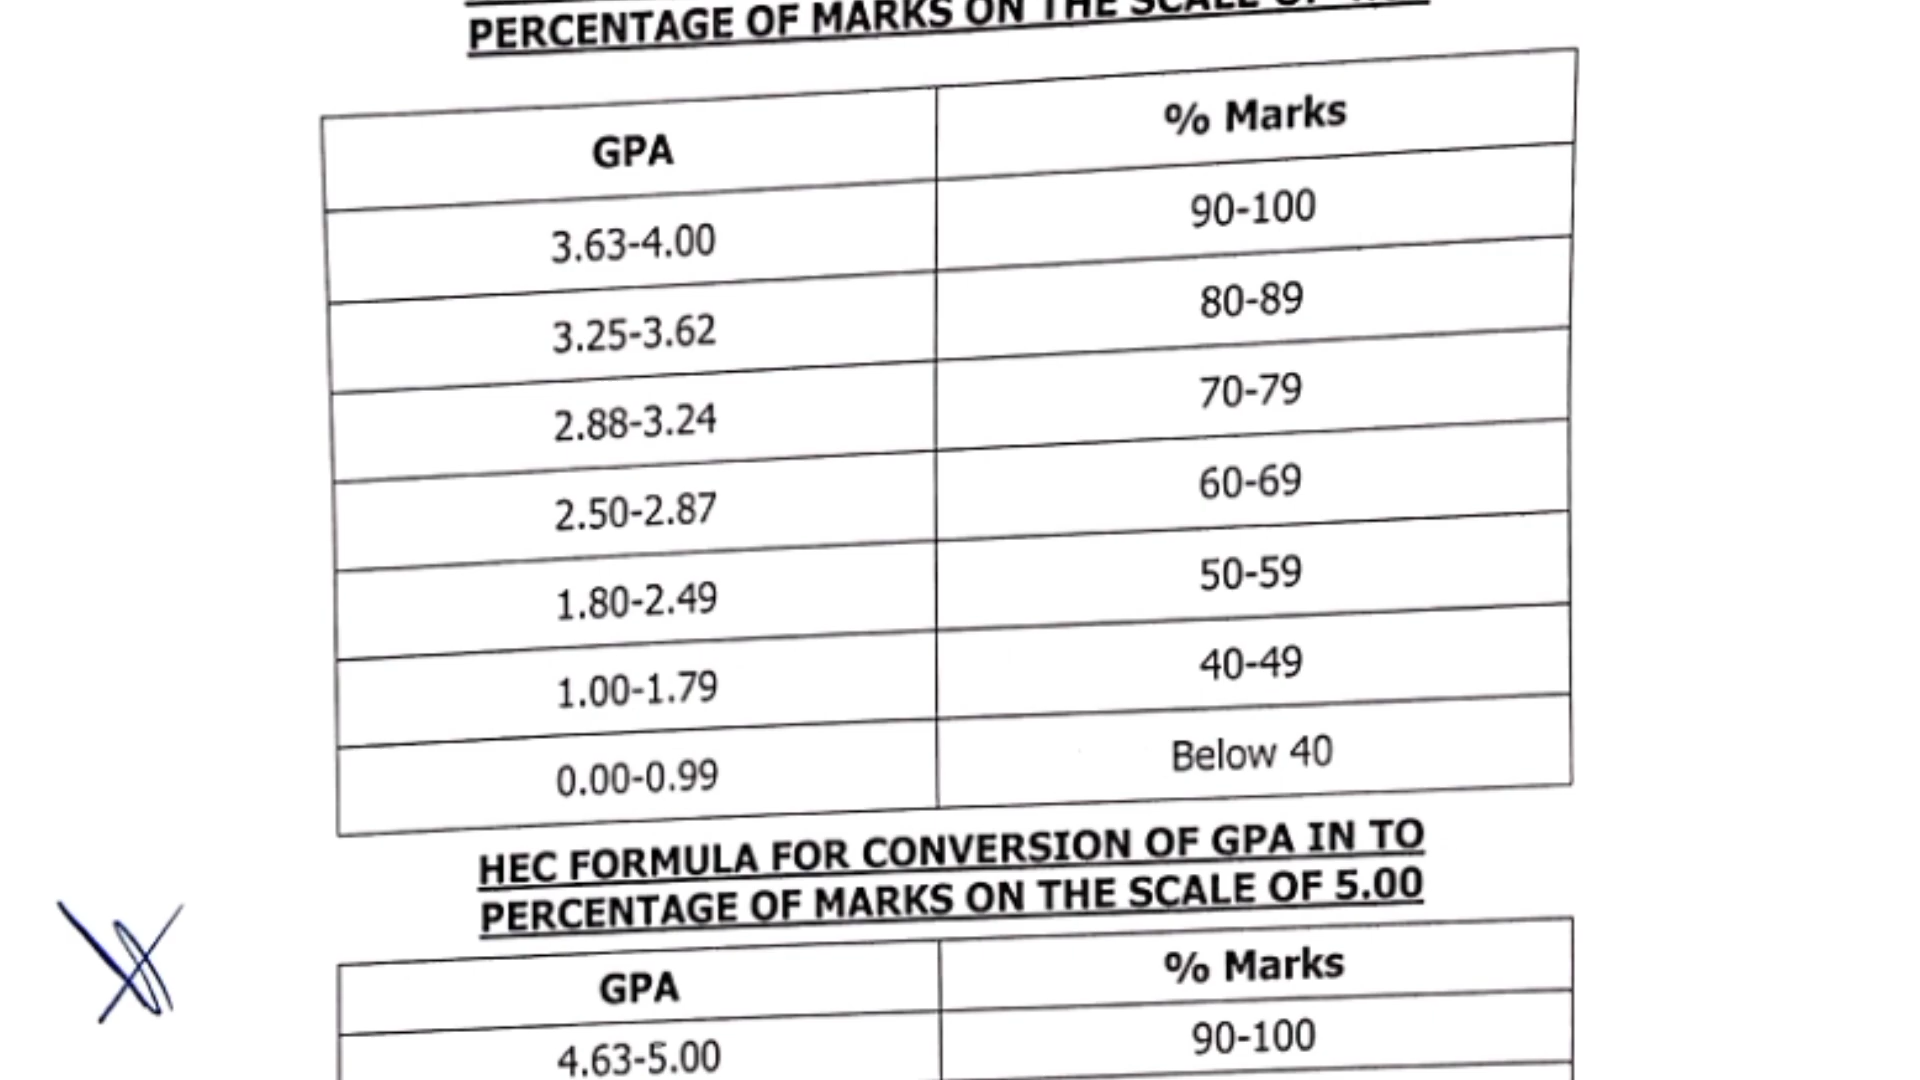 PERCENTAGE OF MARKS ON THE SCALE OF
GPA % Marks
3.63-4.00 90-100
3.25-3.62 80-89
2.88-3.24 70-79
2.50-2.87 60-69
1.80-2.49 50-59
1.00-1.79 40-49
0.00-0.99 Below 40
HEC FORMULA FOR CONVERSION OF GPA IN TO
PERCENTAGE OF MARKS ON THE SCALE OF 5.00
GPA % Marks
4.63-5.00 90-100